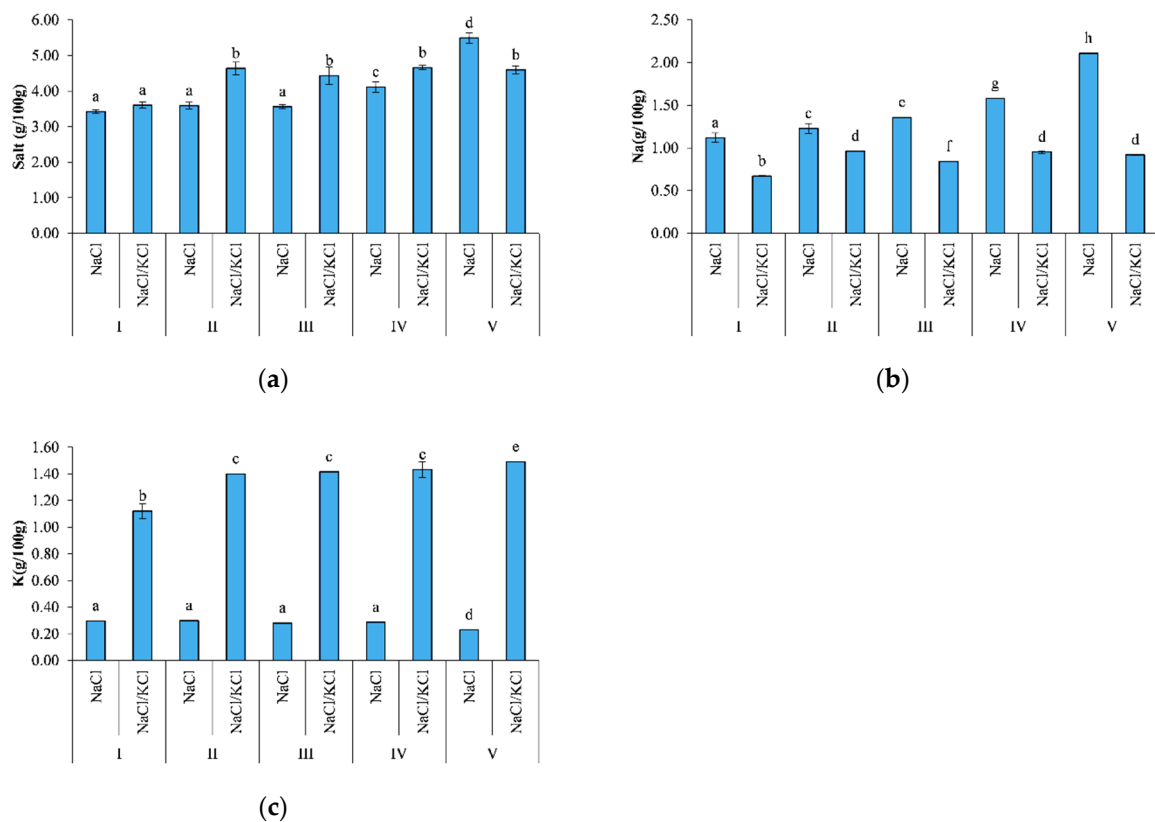 Salt (g/100g)
6.00
5.00
4.00
3.00
2.00
1.00
0.00
a a a b a b c b d b
NaCl NaCl/KCl NaCl NaCl/KCl NaCl NaCl/KCl NaCl NaCl/KCl NaCl NaCl/KCl
I II III IV V
(a)
Na(g/100g)
2.50
2.00
1.50
1.00
0.50
0.00
a b c d e f g d h d
NaCl NaCl/KCl NaCl NaCl/KCl NaCl NaCl/KCl NaCl NaCl/KCl NaCl NaCl/KCl
I II III IV V
(b)
K(g/100g)
1.60
1.40
1.20
1.00
0.80
0.60
0.40
0.20
0.00
a b a c a c a c d e
NaCl NaCl/KCl NaCl NaCl/KCl NaCl NaCl/KCl NaCl NaCl/KCl NaCl NaCl/KCl
I II III IV V
(c)